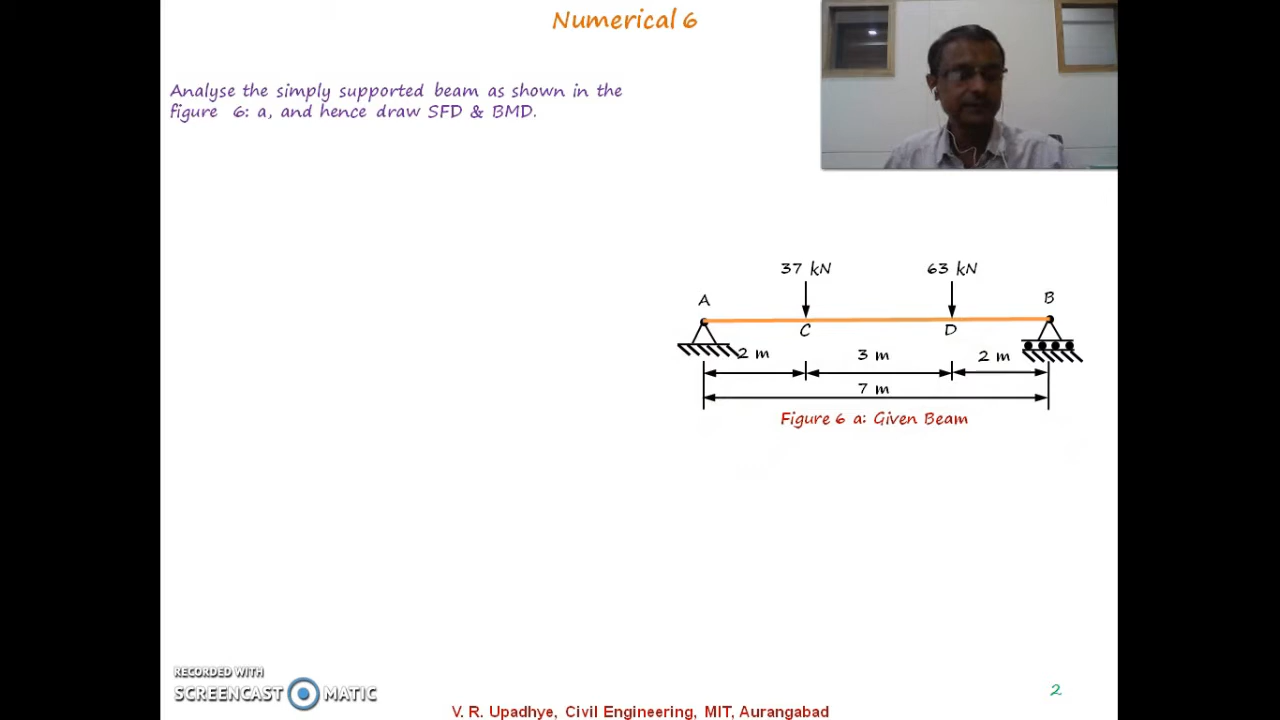 Numerical 6
Analyse the simply supported beam as shown in the
figure 6: a, and hence draw SFD & BMD.
37 kN
63 kN
A
B
C
D
2 m
3 m
2 m
7 m
Figure 6 a: Given Beam
RECORDED WITH
SCREENCAST MATIC
2
V. R. Upadhye, Civil Engineering, MIT, Aurangabad